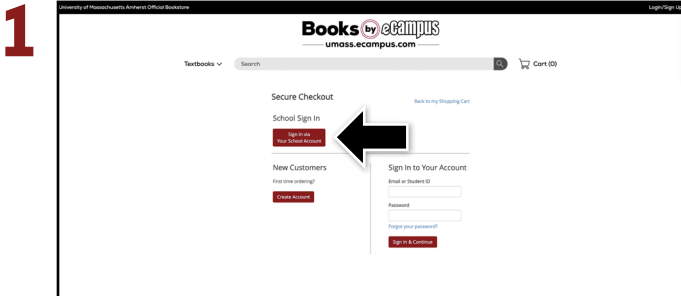 1
University of Massachusetts Amherst Official Bookstore
Login/Sign Up
Books by eCampus
umass.ecampus.com
Textbooks
Search
Cart (0)
Secure Checkout
Back to my Shopping Cart
School Sign In
Sign In via
Your School Account
New Customers
Sign In to Your Account
First time ordering?
Email or Student ID
Create Account
Password
Forgot your password?
Sign In & Continue